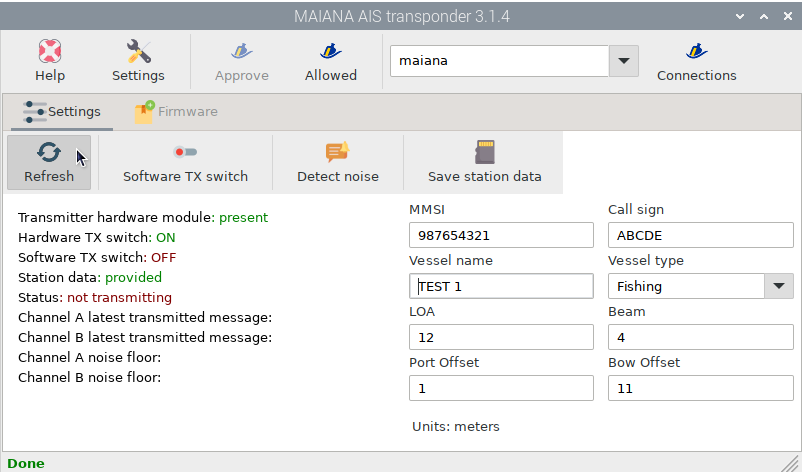 MAIANA AIS transponder 3.1.4
Help Settings Approve Allowed maiana Connections
Settings Firmware
Refresh Software TX switch Detect noise Save station data
Transmitter hardware module: present
Hardware TX switch: ON
Software TX switch: OFF
Station data: provided
Status: not transmitting
Channel A latest transmitted message:
Channel B latest transmitted message:
Channel A noise floor:
Channel B noise floor:
MMSI Call sign
987654321 ABCDE
Vessel name Vessel type
TEST 1 Fishing
LOA Beam
12 4
Port Offset Bow Offset
1 11
Units: meters
Done